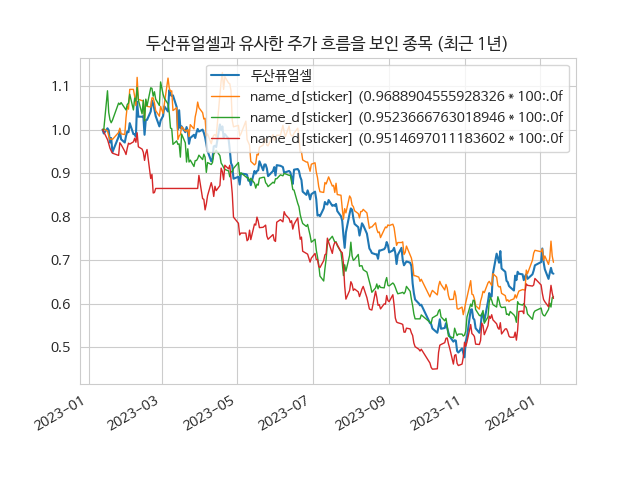 두산퓨얼셀과 유사한 주가 흐름을 보인 종목 (최근 1년)
두산퓨얼셀
name_d[sticker] (0.9688904555928326 * 100:.0f
name_d[sticker] (0.9523666763018946 * 100:.0f
name_d[sticker] (0.9514697011183602 * 100:.0f
1.1
1.0
0.9
0.8
0.7
0.6
0.5
2023-01
2023-03
2023-05
2023-07
2023-09
2023-11
2024-01